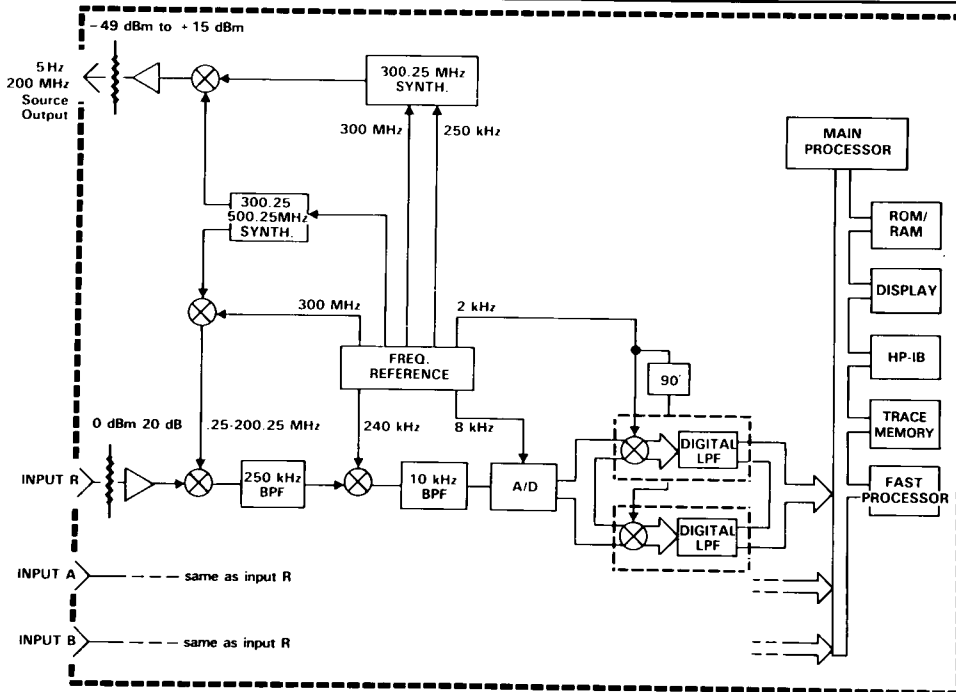 − 49 dBm to + 15 dBm
5 Hz
200 MHz
Source
Output
300.25 MHz
SYNTH.
300 MHz
250 kHz
MAIN
PROCESSOR
300.25
500.25MHz
SYNTH.
ROM/
RAM
DISPLAY
300 MHz
2 kHz
FREQ.
REFERENCE
90°
HP-IB
0 dBm 20 dB
.25-200.25 MHz
240 kHz
8 kHz
TRACE
MEMORY
INPUT R
250 kHz
BPF
10 kHz
BPF
A/D
DIGITAL
LPF
FAST
PROCESSOR
DIGITAL
LPF
INPUT A
same as input R
INPUT B
same as input R